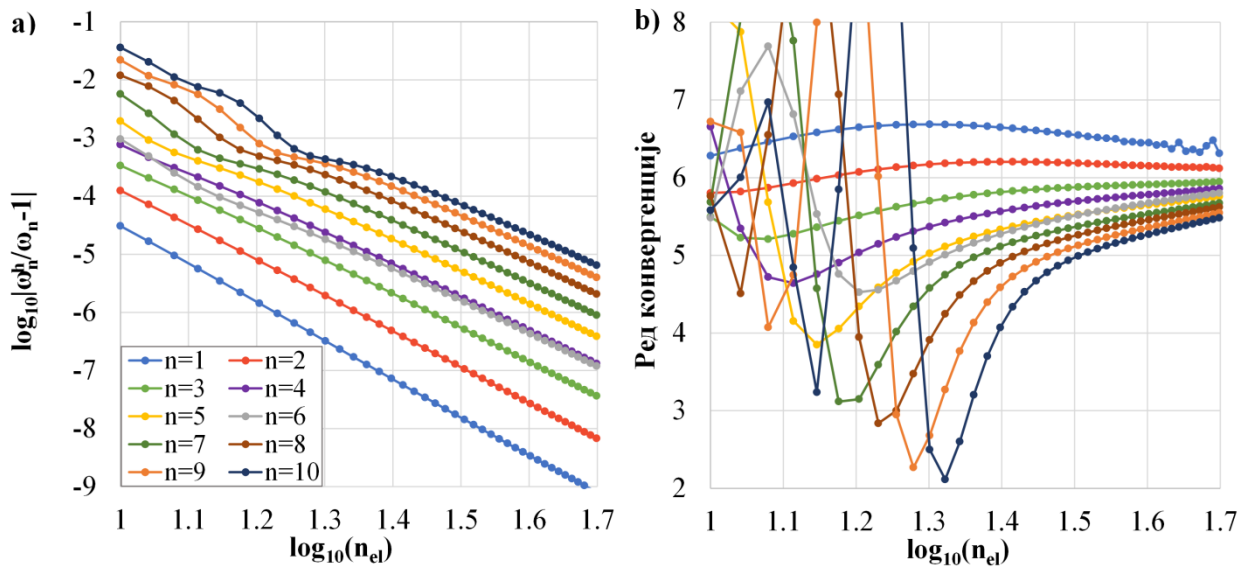 a)
-1
-2
-3
-4
-5
-6
-7
-8
-9
log₁₀|ωₙʰ/ωₙ-1|
n=1 n=2
n=3 n=4
n=5 n=6
n=7 n=8
n=9 n=10
1 1.1 1.2 1.3 1.4 1.5 1.6 1.7
log₁₀(nₑₗ)
b)
8
7
6
5
4
3
2
Ред конвергенције
1 1.1 1.2 1.3 1.4 1.5 1.6 1.7
log₁₀(nₑₗ)